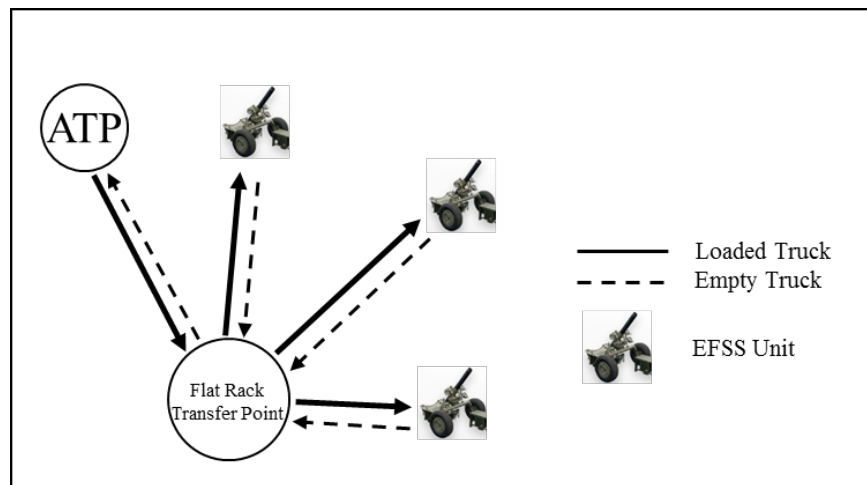 ATP
Loaded Truck
Empty Truck
EFSS Unit
Flat Rack
Transfer Point